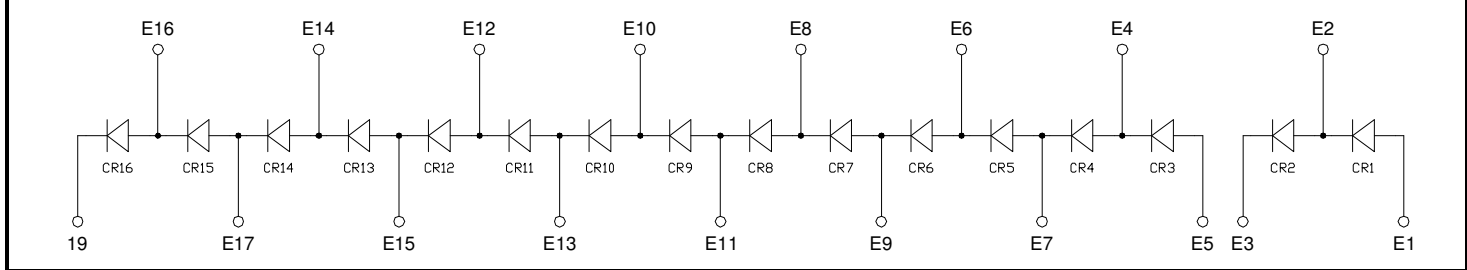 E16 E14 E12 E10 E8 E6 E4 E2
CR16 CR15 CR14 CR13 CR12 CR11 CR10 CR9 CR8 CR7 CR6 CR5 CR4 CR3 CR2 CR1
19 E17 E15 E13 E11 E9 E7 E5 E3 E1